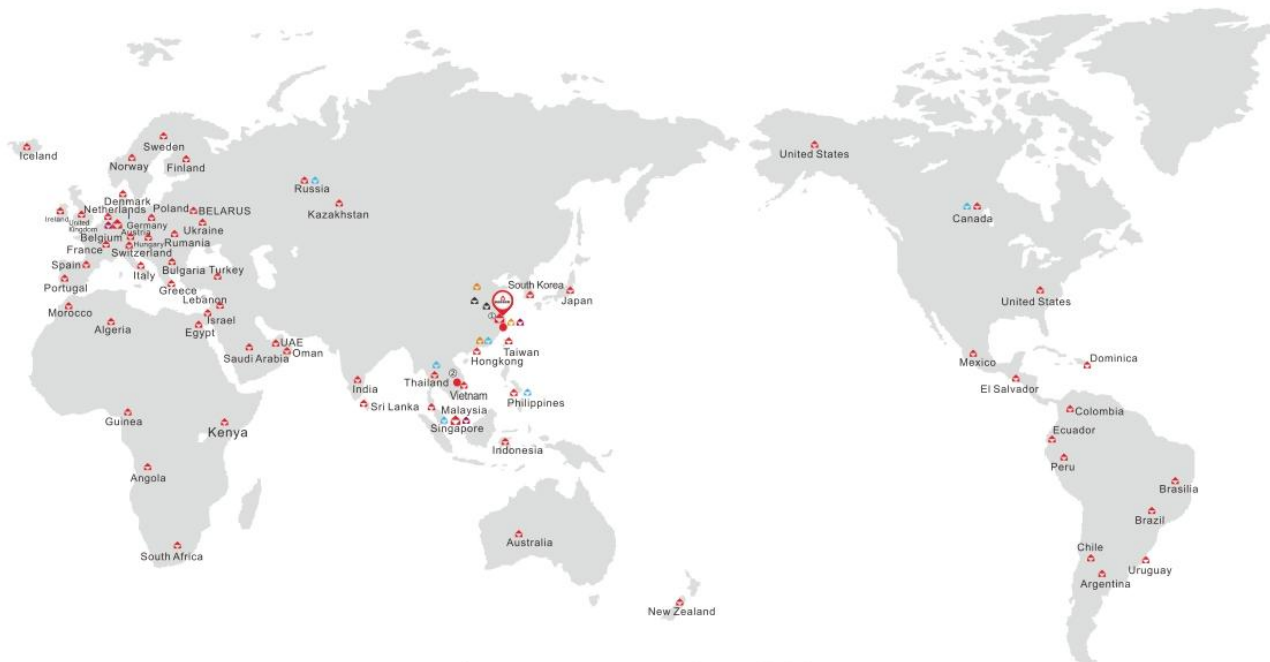 Iceland
Sweden
Norway
Finland
Denmark
Ireland
United
Kingdom
Netherlands
Poland
BELARUS
Germany
Ukraine
Belgium
Austria
Hungary
Rumania
France
Switzerland
Spain
Italy
Bulgaria
Turkey
Portugal
Greece
Lebanon
Morocco
Algeria
Israel
Egypt
Saudi Arabia
UAE
Oman
Russia
Kazakhstan
South Korea
Japan
①
Taiwan
Hongkong
②
Thailand
Vietnam
India
Sri Lanka
Malaysia
Philippines
Singapore
Indonesia
Guinea
Kenya
Angola
South Africa
Australia
New Zealand
United States
Canada
United States
Mexico
Dominica
El Salvador
Colombia
Ecuador
Peru
Brasilia
Brazil
Chile
Uruguay
Argentina